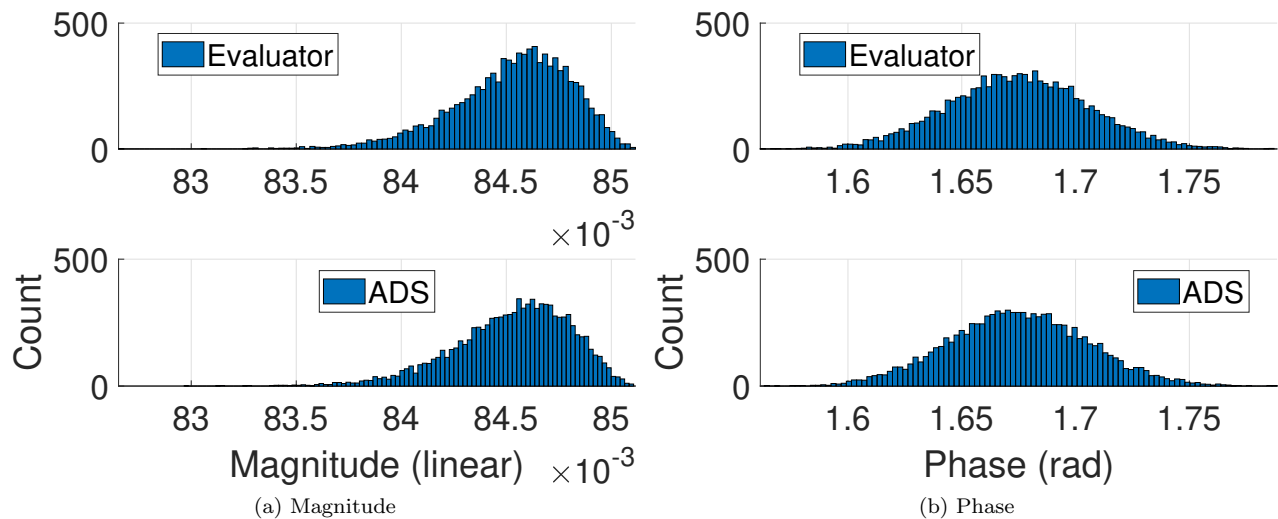 500
Evaluator
0
83 83.5 84 84.5 85
×10-3
500
ADS
Count
0
83 83.5 84 84.5 85
Magnitude (linear) ×10-3
(a) Magnitude
500
Evaluator
0
1.6 1.65 1.7 1.75
500
ADS
Count
0
1.6 1.65 1.7 1.75
Phase (rad)
(b) Phase